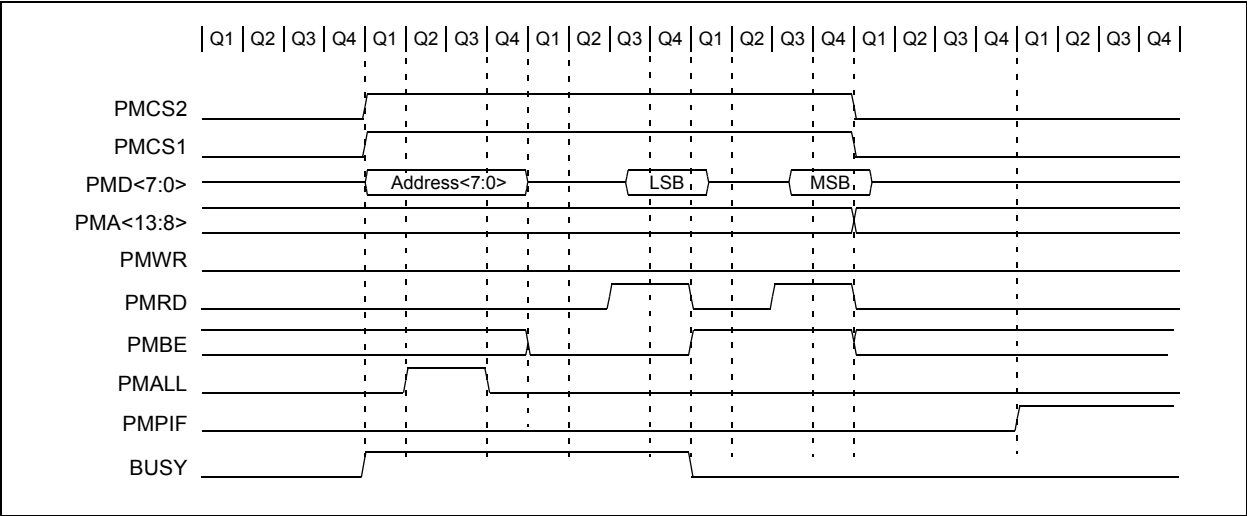 Q1 Q2 Q3 Q4 Q1 Q2 Q3 Q4 Q1 Q2 Q3 Q4 Q1 Q2 Q3 Q4 Q1 Q2 Q3 Q4 Q1 Q2 Q3 Q4
PMCS2
PMCS1
PMD<7:0> Address<7:0> LSB MSB
PMA<13:8>
PMWR
PMRD
PMBE
PMALL
PMPIF
BUSY